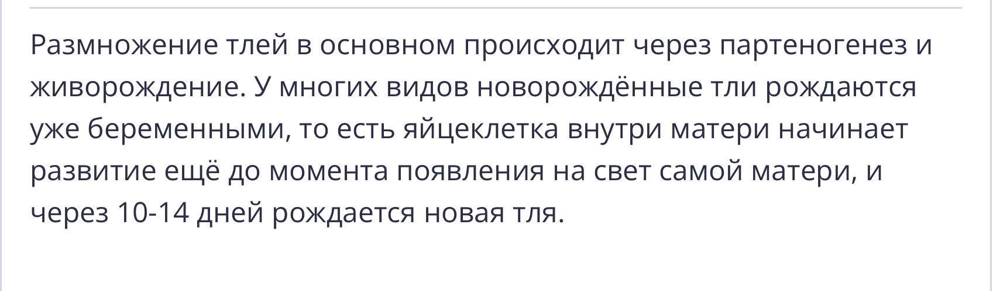 Размножение тлей в основном происходит через партеногенез и
живорождение. У многих видов новорождённые тли рождаются
уже беременными, то есть яйцеклетка внутри матери начинает
развитие ещё до момента появления на свет самой матери, и
через 10-14 дней рождается новая тля.